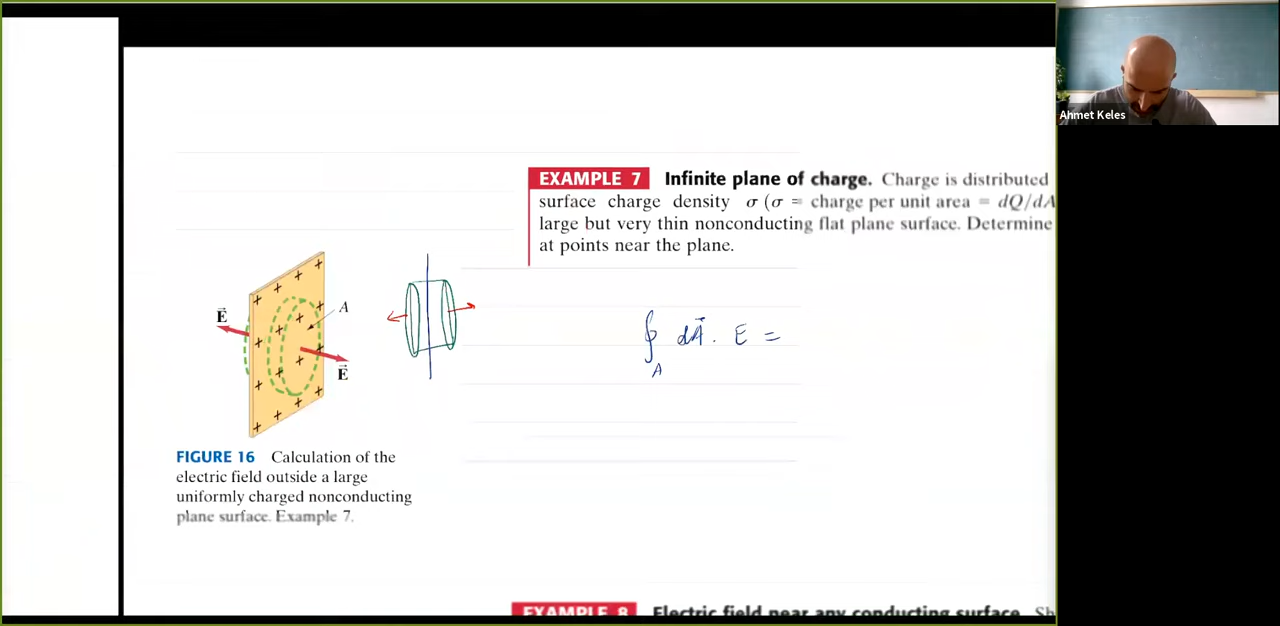 Ahmet Keles
EXAMPLE 7 Infinite plane of charge. Charge is distributed
surface charge density σ (σ = charge per unit area = dQ/dA
large but very thin nonconducting flat plane surface. Determine
at points near the plane.
E⃗
A
E⃗
∮ dA⃗ . E =
A
FIGURE 16 Calculation of the
electric field outside a large
uniformly charged nonconducting
plane surface. Example 7.
EXAMPLE 8 Electric field near any conducting surface. Sh